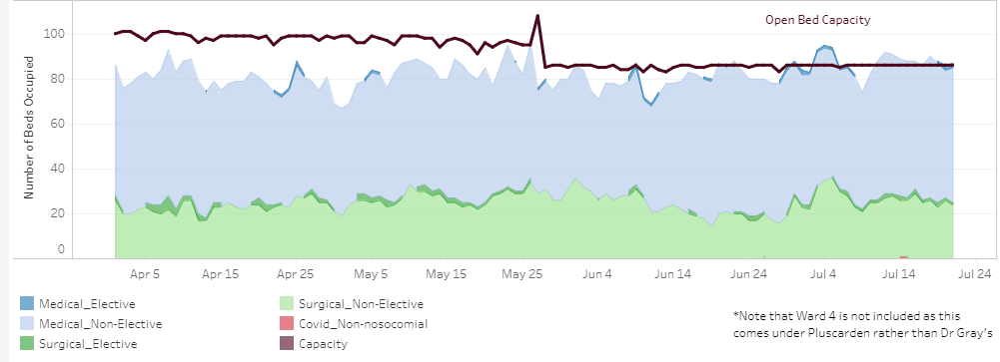 Open Bed Capacity
Number of Beds Occupied
100
80
60
40
20
0
Apr 5 Apr 15 Apr 25 May 5 May 15 May 25 Jun 4 Jun 14 Jun 24 Jul 4 Jul 14 Jul 24
Medical_Elective
Medical_Non-Elective
Surgical_Elective
Surgical_Non-Elective
Covid_Non-nosocomial
Capacity
*Note that Ward 4 is not included as this
comes under Pluscarden rather than Dr Gray's